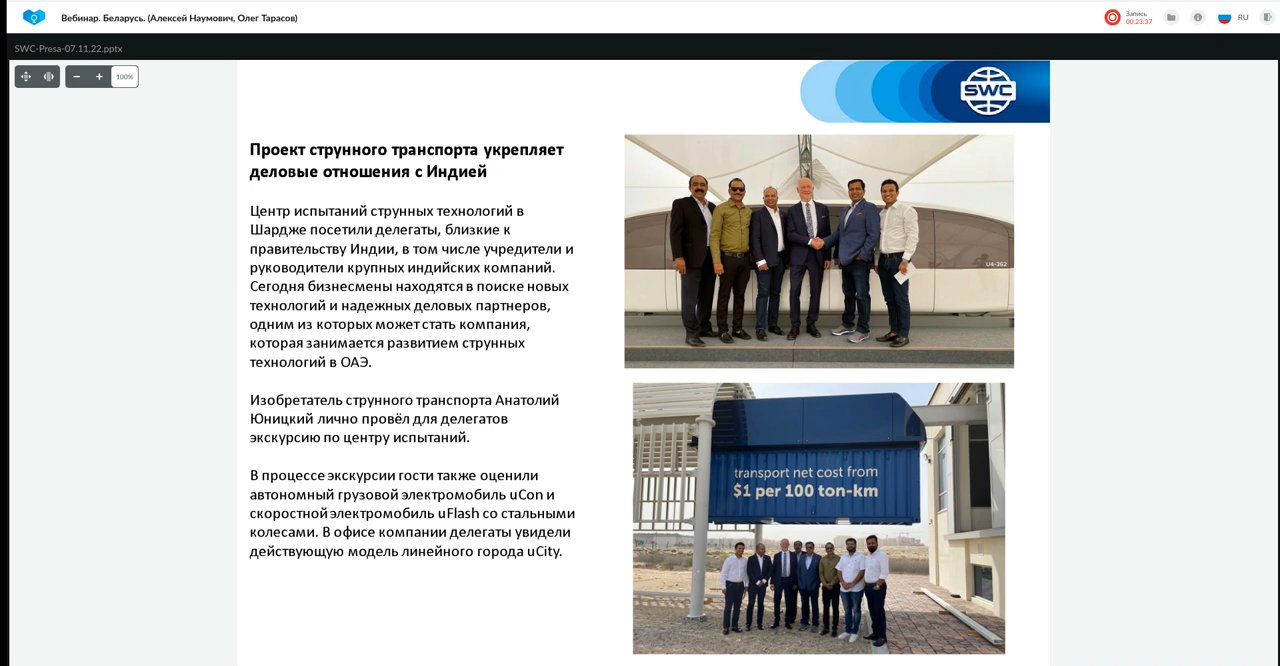 Вебинар. Беларусь. (Алексей Наумович, Олег Тарасов)
Запись
00:23:37
RU
SWC-Presa-07.11.22.pptx
100%
SWC
Проект струнного транспорта укрепляет
деловые отношения с Индией
Центр испытаний струнных технологий в
Шардже посетили делегаты, близкие к
правительству Индии, в том числе учредители и
руководители крупных индийских компаний.
Сегодня бизнесмены находятся в поиске новых
технологий и надежных деловых партнеров,
одним из которых может стать компания,
которая занимается развитием струнных
технологий в ОАЭ.
Изобретатель струнного транспорта Анатолий
Юницкий лично провёл для делегатов
экскурсию по центру испытаний.
В процессе экскурсии гости также оценили
автономный грузовой электромобиль uCon и
скоростной электромобиль uFlash со стальными
колесами. В офисе компании делегаты увидели
действующую модель линейного города uCity.
U4-362
transport net cost from
$1 per 100 ton-km